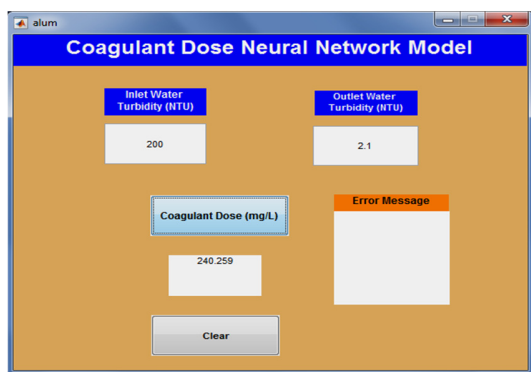 alum
Coagulant Dose Neural Network Model
Inlet Water
Turbidity (NTU)
Outlet Water
Turbidity (NTU)
200
2.1
Coagulant Dose (mg/L)
Error Message
240.259
Clear